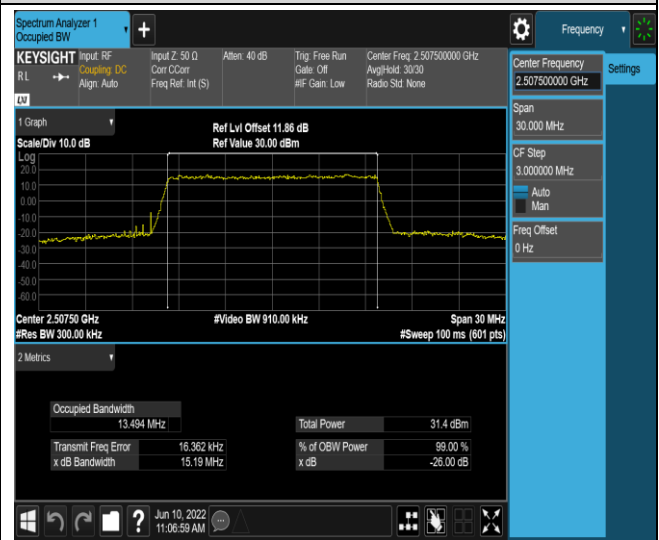 Spectrum Analyzer 1
Occupied BW
Frequency
KEYSIGHT
R L
LNI
Input: RF
Coupling: DC
Align: Auto
Input Z: 50 Ω
Corr CCorr
Freq Ref: Int (S)
Atten: 40 dB
Trig: Free Run
Gate: Off
#IF Gain: Low
Center Freq: 2.507500000 GHz
Avg|Hold: 30/30
Radio Std: None
Center Frequency
2.507500000 GHz
Settings
Span
30.000 MHz
CF Step
3.000000 MHz
Auto
Man
Freq Offset
0 Hz
1 Graph
Scale/Div 10.0 dB
Ref Lvl Offset 11.86 dB
Ref Value 30.00 dBm
Log
20.0
10.0
0.00
-10.0
-20.0
-30.0
-40.0
-50.0
-60.0
Center 2.50750 GHz
#Video BW 910.00 kHz
Span 30 MHz
#Res BW 300.00 kHz
#Sweep 100 ms (601 pts)
2 Metrics
Occupied Bandwidth
13.494 MHz
Total Power 31.4 dBm
Transmit Freq Error 16.362 kHz
% of OBW Power 99.00 %
x dB Bandwidth 15.19 MHz
x dB -26.00 dB
?
Jun 10, 2022
11:06:59 AM